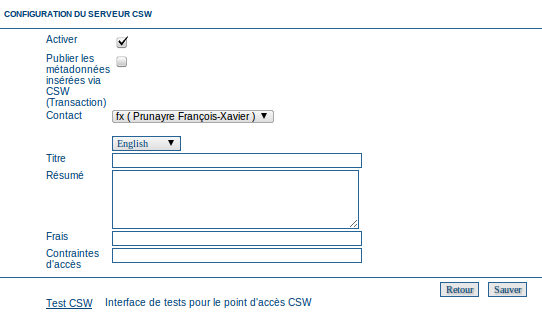 CONFIGURATION DU SERVEUR CSW
Activer
Publier les
métadonnées
insérées via
CSW
(Transaction)
Contact fx ( Prunayre François-Xavier )
English
Titre
Résumé
Frais
Contraintes
d'accès
Retour Sauver
Test CSW Interface de tests pour le point d'accès CSW